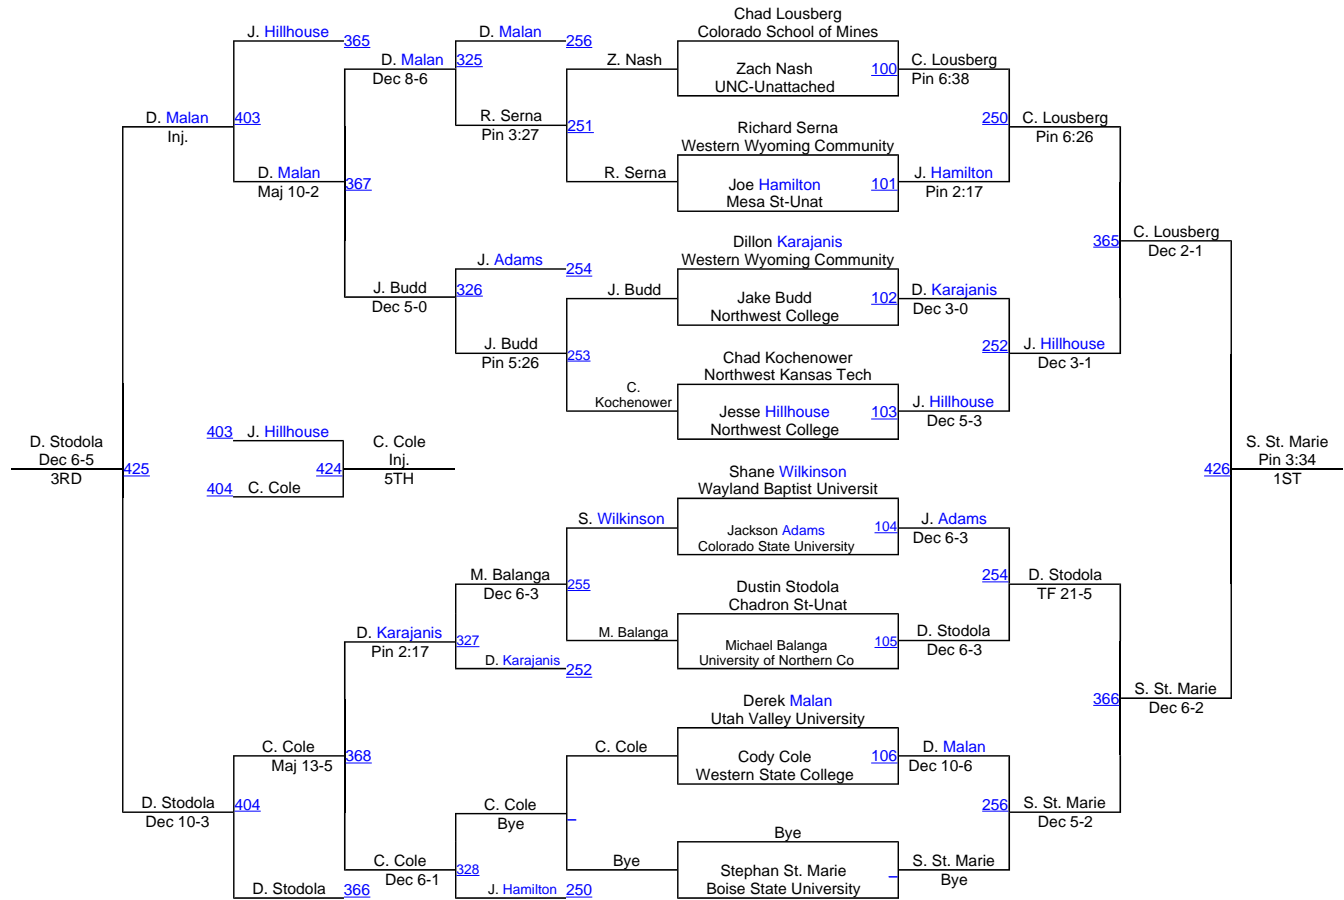 Chad Lousberg
J. Hillhouse
D. Malan
Colorado School of Mines
365
256
D. Malan
325
Z. Nash
Zach Nash
100
C. Lousberg
Dec 8-6
UNC-Unattached
Pin 6:38
D. Malan
403
R. Serna
251
Richard Serna
250
C. Lousberg
Inj.
Pin 3:27
Western Wyoming Community
Pin 6:26
D. Malan
367
R. Serna
Joe Hamilton
101
J. Hamilton
Maj 10-2
Mesa St-Unat
Pin 2:17
Dillon Karajanis
365
C. Lousberg
J. Adams
254
Western Wyoming Community
Dec 2-1
J. Budd
326
J. Budd
Jake Budd
102
D. Karajanis
Dec 5-0
Northwest College
Dec 3-0
J. Budd
253
Chad Kochenower
252
J. Hillhouse
Pin 5:26
Northwest Kansas Tech
Dec 3-1
C.
Kochenower
Jesse Hillhouse
103
J. Hillhouse
Northwest College
Dec 5-3
403
J. Hillhouse
D. Stodola
C. Cole
S. St. Marie
Dec 6-5
425
424
Inj.
426
Pin 3:34
3RD
5TH
1ST
404
C. Cole
Shane Wilkinson
Wayland Baptist Universit
S. Wilkinson
Jackson Adams
104
J. Adams
Colorado State University
Dec 6-3
M. Balanga
255
Dustin Stodola
254
D. Stodola
Dec 6-3
Chadron St-Unat
TF 21-5
D. Karajanis
327
M. Balanga
Michael Balanga
105
D. Stodola
Pin 2:17
University of Northern Co
Dec 6-3
D. Karajanis
252
366
S. St. Marie
Derek Malan
Dec 6-2
Utah Valley University
C. Cole
368
C. Cole
Cody Cole
106
D. Malan
Maj 13-5
Western State College
Dec 10-6
D. Stodola
404
C. Cole
256
S. St. Marie
Dec 10-3
Bye
Dec 5-2
Bye
C. Cole
328
Bye
Stephan St. Marie
S. St. Marie
Dec 6-1
Boise State University
Bye
D. Stodola
366
J. Hamilton
250